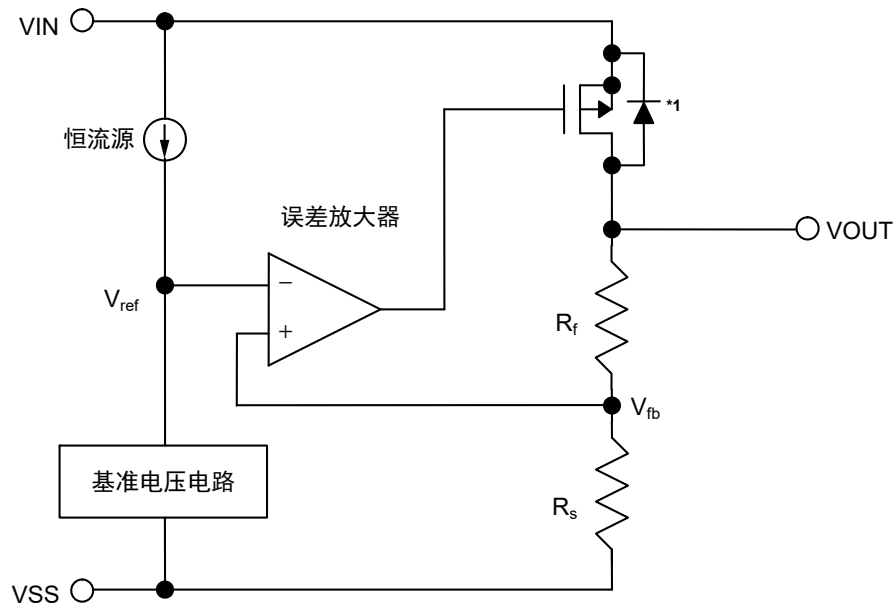 VIN
*1
恒流源
误差放大器
VOUT
−
Vref
Rf
+
Vfb
基准电压电路
Rs
VSS